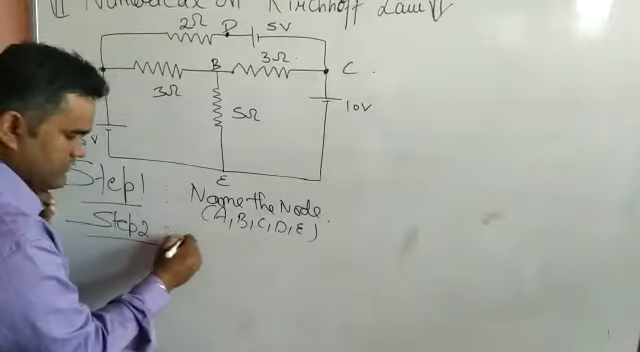 Numerical on Kirchhoff Law
2Ω D 5V
B 3Ω C.
3Ω
10V
5Ω
V
E
Step1 : Name the Node
(A, B, C, D, E)
Step2 :